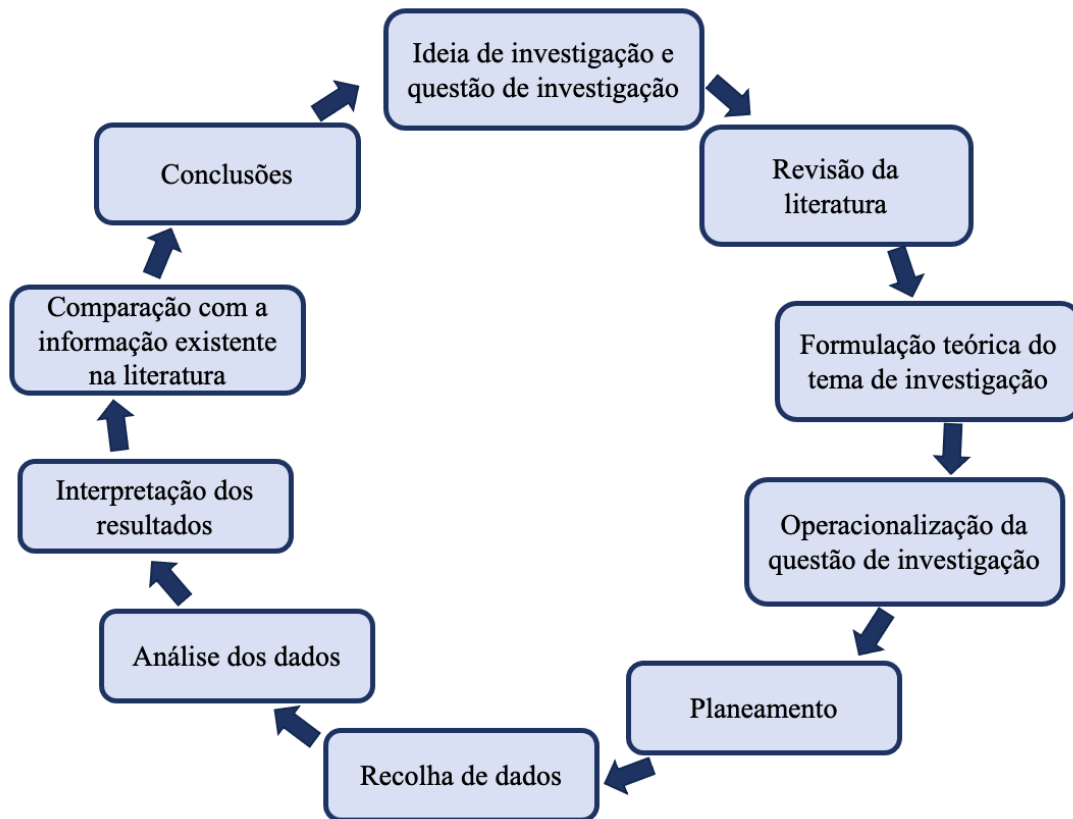 Ideia de investigação e
questão de investigação
Revisão da
literatura
Formulação teórica do
tema de investigação
Operacionalização da
questão de investigação
Planeamento
Recolha de dados
Análise dos dados
Interpretação dos
resultados
Comparação com a
informação existente
na literatura
Conclusões